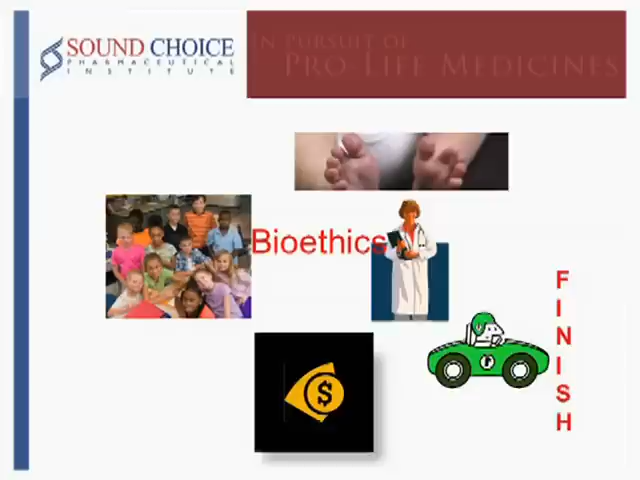 SOUND CHOICE
PHARMACEUTICAL
INSTITUTE
IN PURSUIT OF
PRO-LIFE MEDICINES
Bioethics
$
F
I
N
I
S
H